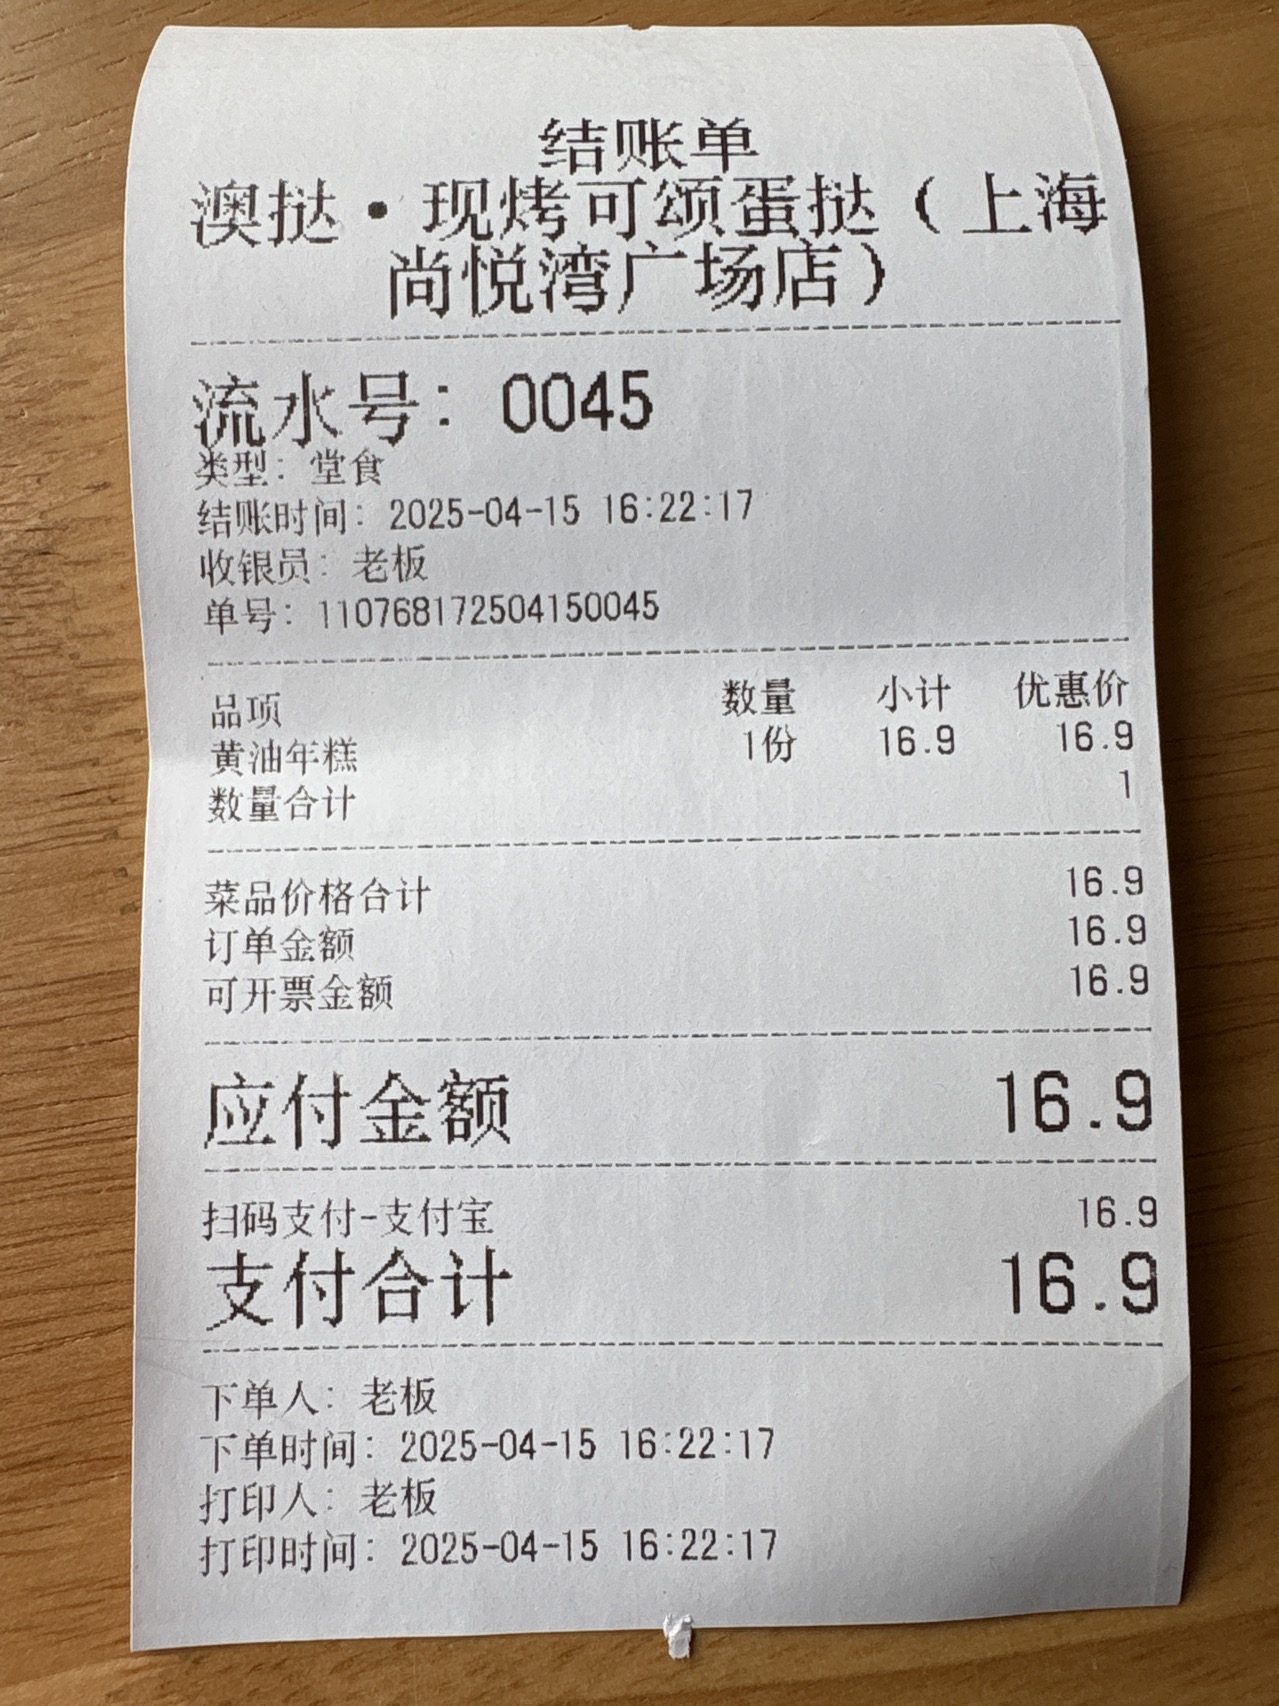 结账单
澳挞·现烤可颂蛋挞（上海
尚悦湾广场店）
流水号：0045
类型：堂食
结账时间：2025-04-15 16:22:17
收银员：老板
单号：110768172504150045
品项 数量 小计 优惠价
黄油年糕 1份 16.9 16.9
数量合计 1
菜品价格合计 16.9
订单金额 16.9
可开票金额 16.9
应付金额 16.9
扫码支付-支付宝 16.9
支付合计 16.9
下单人：老板
下单时间：2025-04-15 16:22:17
打印人：老板
打印时间：2025-04-15 16:22:17